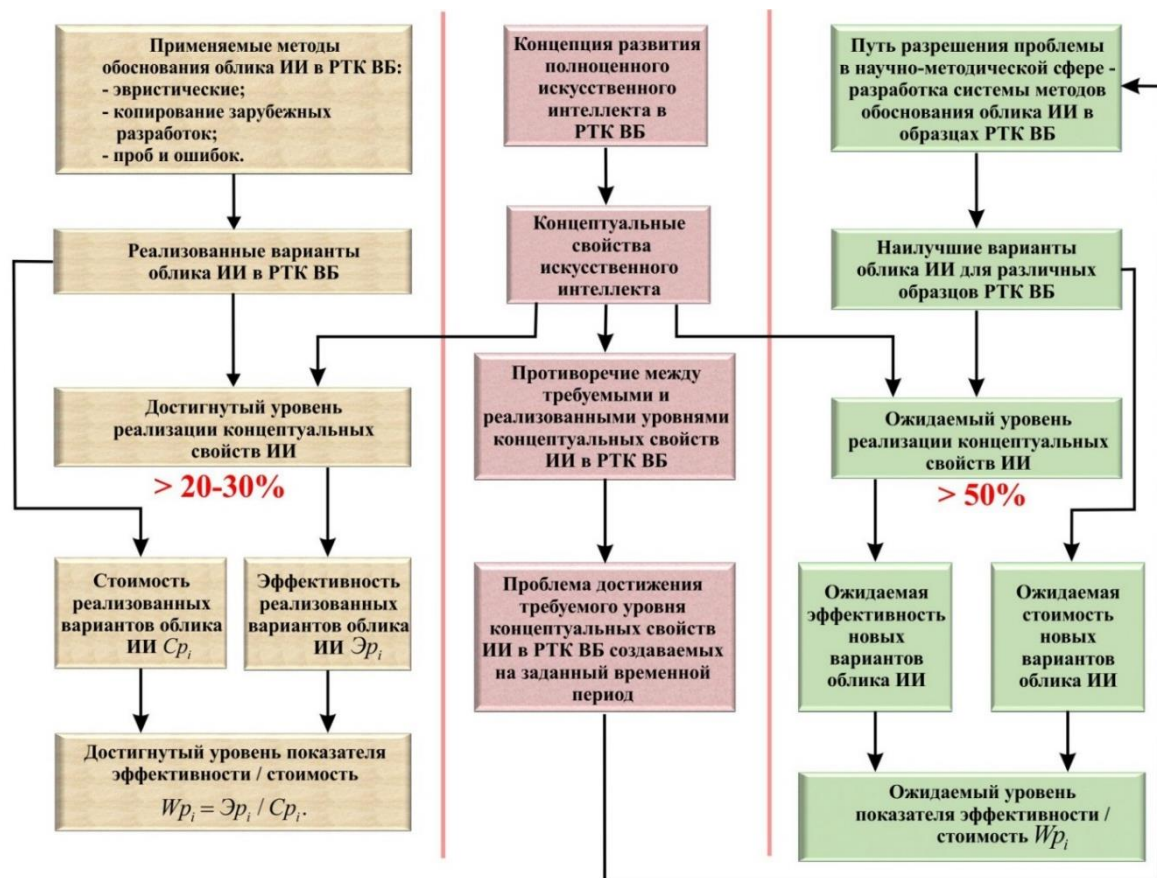 Применяемые методы
обоснования облика ИИ в РТК ВБ:
- эвристические;
- копирование зарубежных
разработок;
- проб и ошибок.
Реализованные варианты
облика ИИ в РТК ВБ
Достигнутый уровень
реализации концептуальных
свойств ИИ
> 20-30%
Стоимость
реализованных
вариантов облика
ИИ Cp_i
Эффективность
реализованных
вариантов облика
ИИ Эp_i
Достигнутый уровень показателя
эффективности / стоимость
Wp_i = Эp_i / Cp_i.
Концепция развития
полноценного
искусственного
интеллекта в
РТК ВБ
Концептуальные
свойства
искусственного
интеллекта
Противоречие между
требуемыми и
реализованными уровнями
концептуальных свойств
ИИ в РТК ВБ
Проблема достижения
требуемого уровня
концептуальных свойств
ИИ в РТК ВБ создаваемых
на заданный временной
период
Путь разрешения проблемы
в научно-методической сфере -
разработка системы методов
обоснования облика ИИ в
образцах РТК ВБ
Наилучшие варианты
облика ИИ для различных
образцов РТК ВБ
Ожидаемый уровень
реализации концептуальных
свойств ИИ
> 50%
Ожидаемая
эффективность
новых
вариантов
облика ИИ
Ожидаемая
стоимость
новых
вариантов
облика ИИ
Ожидаемый уровень
показателя эффективности /
стоимость Wp_i